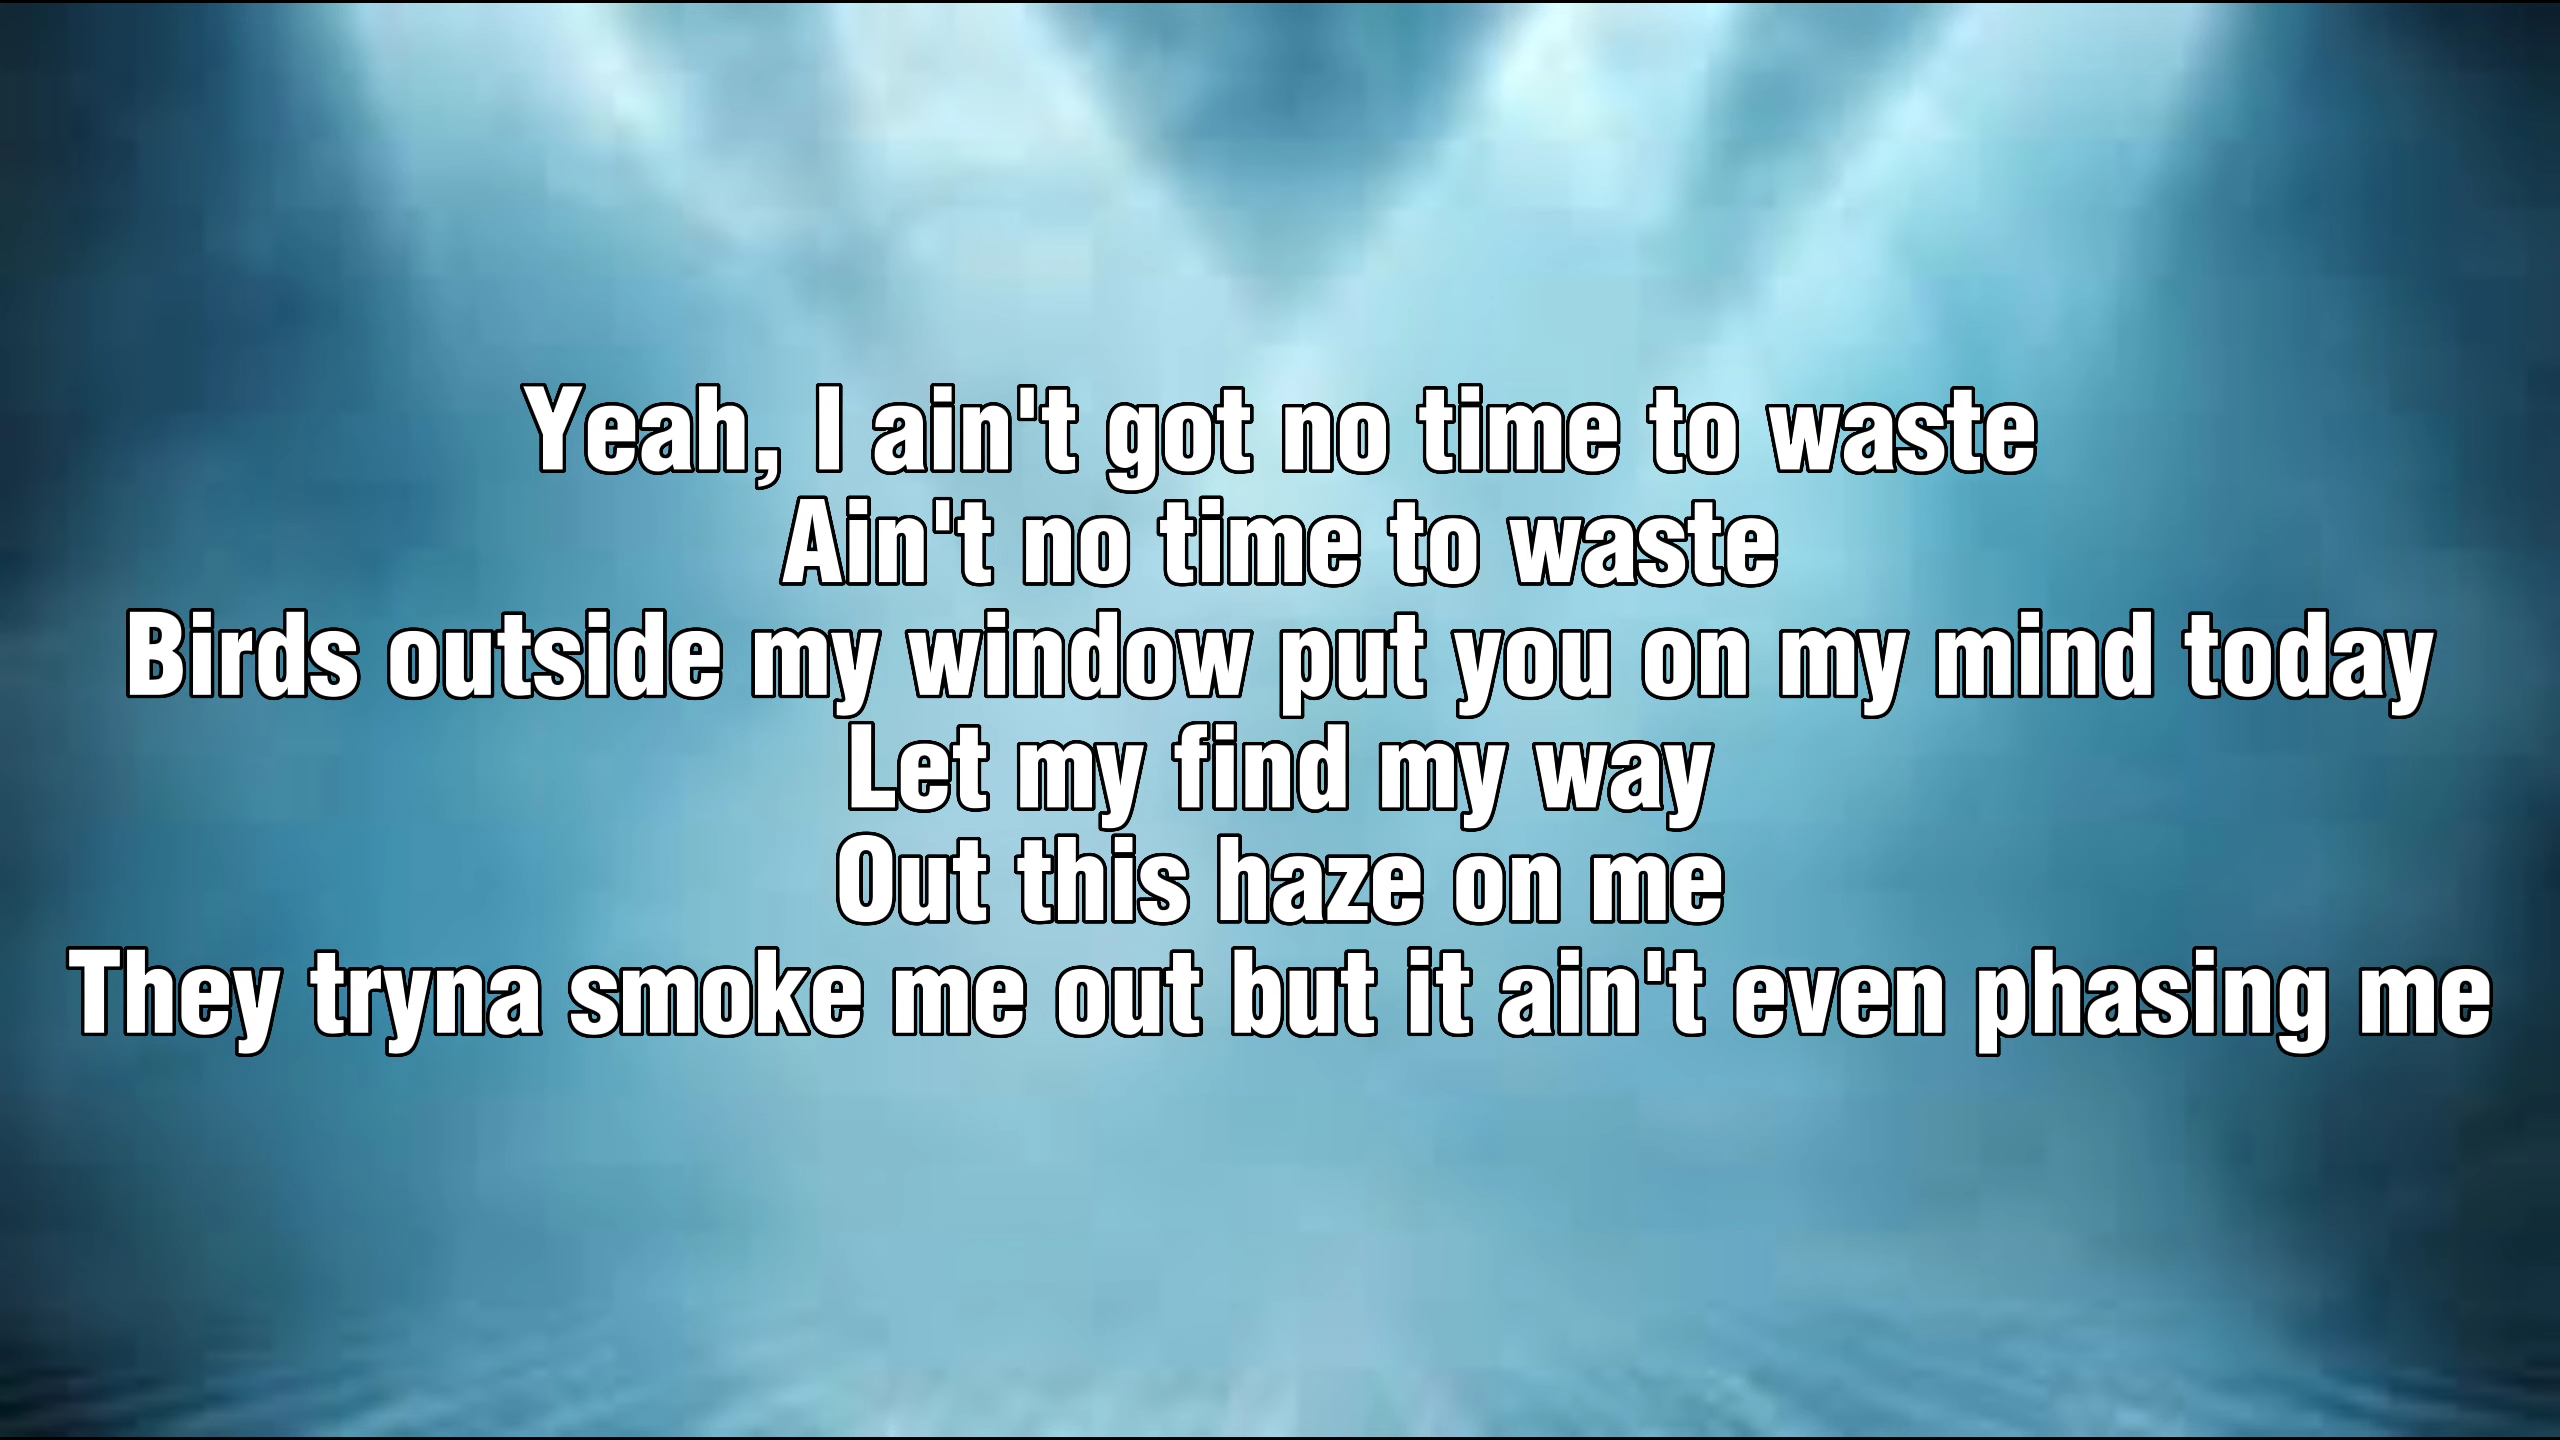 Yeah, I ain't got no time to waste
Ain't no time to waste
Birds outside my window put you on my mind today
Let my find my way
Out this haze on me
They tryna smoke me out but it ain't even phasing me